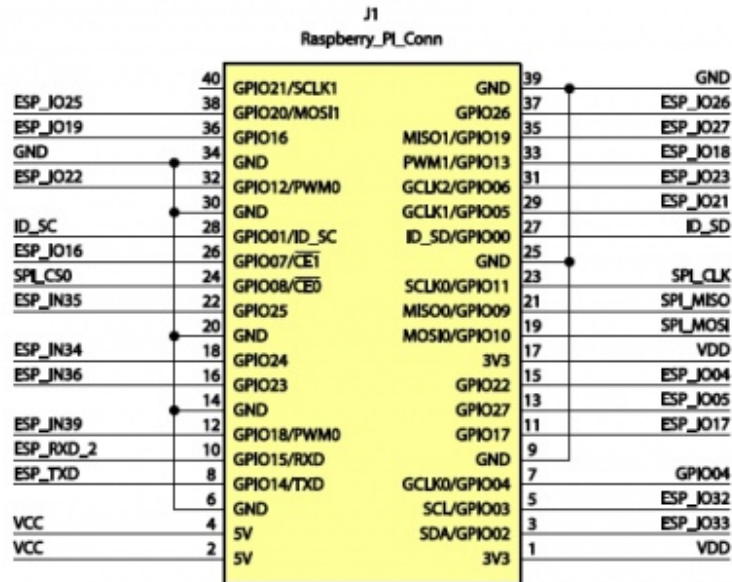 J1
Raspberry_Pi_Conn
40 GPIO21/SCLK1 GND 39 GND
ESP_IO25 38 GPIO20/MOSI1 GPIO26 37 ESP_IO26
ESP_IO19 36 GPIO16 MISO1/GPIO19 35 ESP_IO27
GND 34 GND PWM1/GPIO13 33 ESP_IO18
ESP_IO22 32 GPIO12/PWM0 GCLK2/GPIO06 31 ESP_IO23
30 GND GCLK1/GPIO05 29 ESP_IO21
ID_SC 28 GPIO01/ID_SC ID_SD/GPIO00 27 ID_SD
ESP_IO16 26 GPIO07/CE1 GND 25
SPI_CS0 24 GPIO08/CE0 SCLK0/GPIO11 23 SPI_CLK
ESP_IN35 22 GPIO25 MISO0/GPIO09 21 SPI_MISO
20 GND MOSI0/GPIO10 19 SPI_MOSI
ESP_IN34 18 GPIO24 3V3 17 VDD
ESP_IN36 16 GPIO23 GPIO22 15 ESP_IO04
14 GND GPIO27 13 ESP_IO05
ESP_IN39 12 GPIO18/PWM0 GPIO17 11 ESP_IO17
ESP_RXD_2 10 GPIO15/RXD GND 9
ESP_TXD 8 GPIO14/TXD GCLK0/GPIO04 7 GPIO04
6 GND SCL/GPIO03 5 ESP_IO32
VCC 4 5V SDA/GPIO02 3 ESP_IO33
VCC 2 5V 3V3 1 VDD